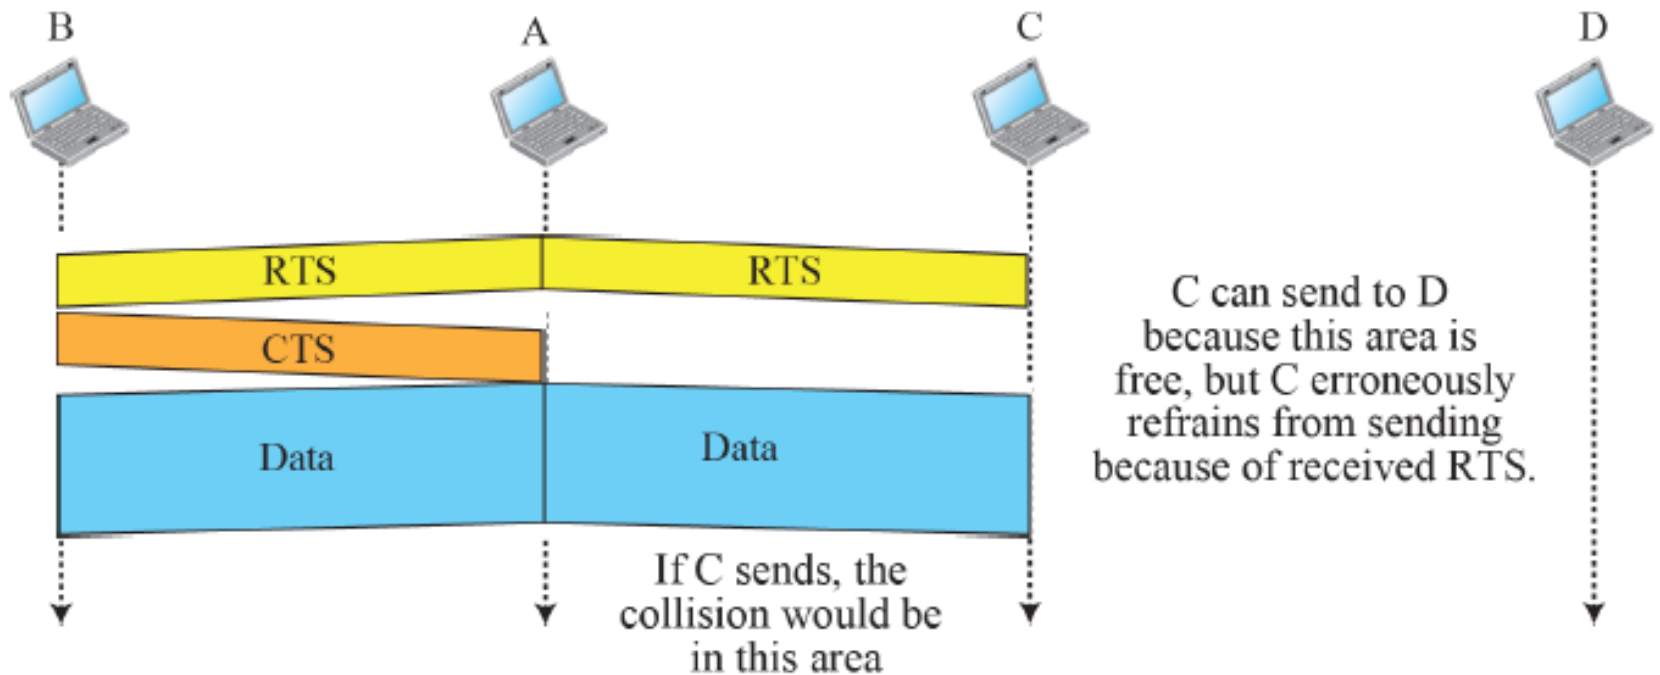 B
A
C
D
RTS
RTS
CTS
Data
Data
C can send to D
because this area is
free, but C erroneously
refrains from sending
because of received RTS.
If C sends, the
collision would be
in this area